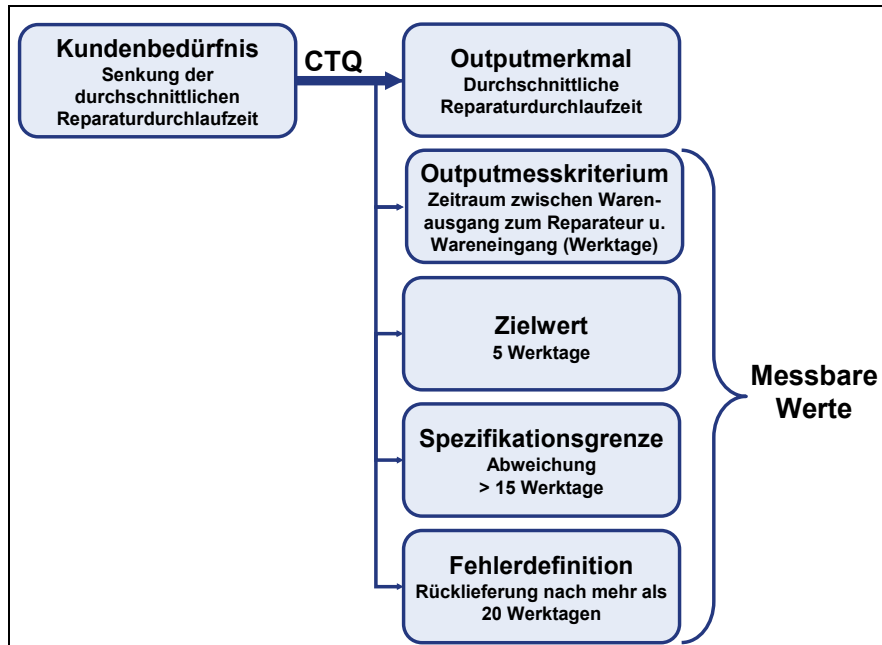 Kundenbedürfnis
Senkung der
durchschnittlichen
Reparaturdurchlaufzeit
CTQ
Outputmerkmal
Durchschnittliche
Reparaturdurchlaufzeit
Outputmesskriterium
Zeitraum zwischen Waren-
ausgang zum Reparateur u.
Wareneingang (Werktage)
Zielwert
5 Werktage
Spezifikationsgrenze
Abweichung
> 15 Werktage
Fehlerdefinition
Rücklieferung nach mehr als
20 Werktagen
Messbare
Werte